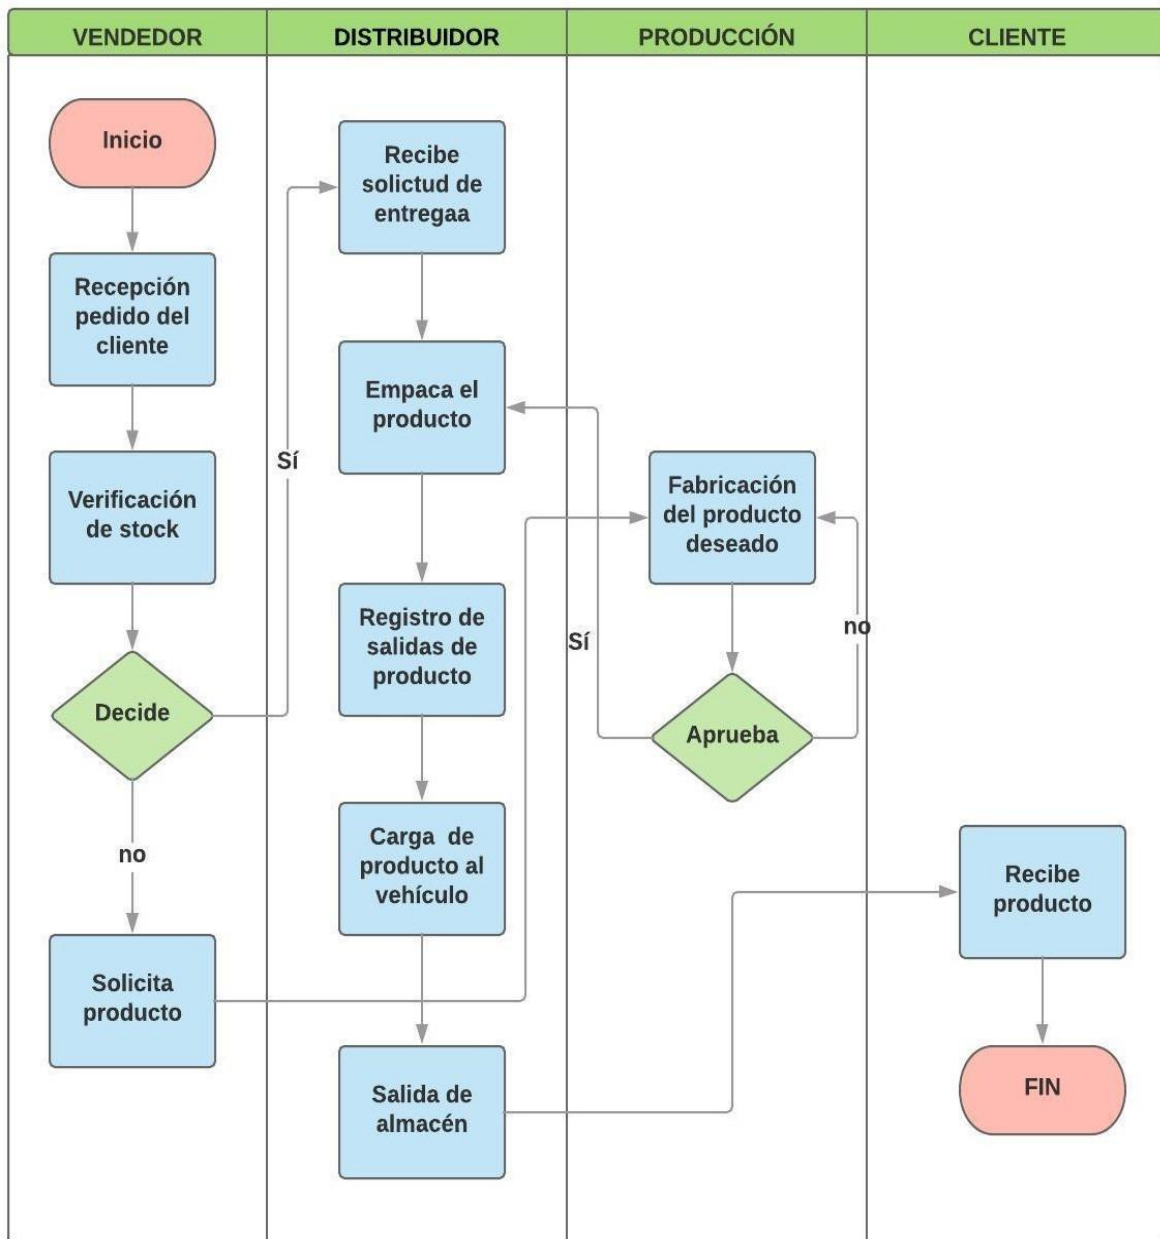 VENDEDOR
DISTRIBUIDOR
PRODUCCIÓN
CLIENTE
Inicio
Recepción
pedido del
cliente
Verificación
de stock
Decide
no
Solicita
producto
Sí
Recibe
solictud de
entregaa
Empaca el
producto
Registro de
salidas de
producto
Carga  de
producto al
vehículo
Salida de
almacén
Fabricación
del producto
deseado
Sí
no
Aprueba
Recibe
producto
FIN